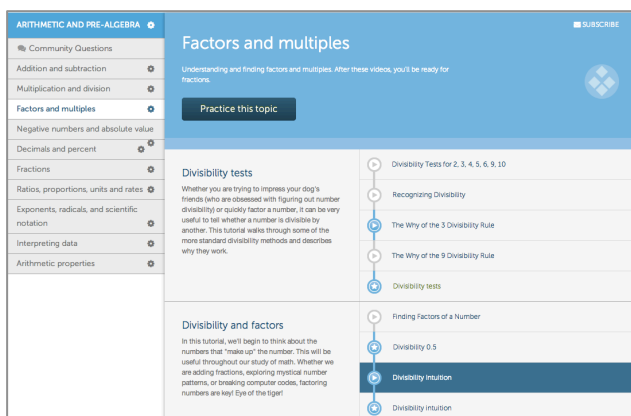 ARITHMETIC AND PRE-ALGEBRA
Community Questions
Addition and subtraction
Multiplication and division
Factors and multiples
Negative numbers and absolute value
Decimals and percent
Fractions
Ratios, proportions, units and rates
Exponents, radicals, and scientific
notation
Interpreting data
Arithmetic properties
SUBSCRIBE
Factors and multiples
Understanding and finding factors and multiples. After these videos, you'll be ready for
fractions.
Practice this topic
Divisibility tests
Whether you are trying to impress your dog's
friends (who are obsessed with figuring out number
divisibility) or quickly factor a number, it can be very
useful to tell whether a number is divisible by
another. This tutorial walks through some of the
more standard divisibility methods and describes
why they work.
Divisibility Tests for 2, 3, 4, 5, 6, 9, 10
Recognizing Divisibility
The Why of the 3 Divisibility Rule
The Why of the 9 Divisibility Rule
Divisibility tests
Divisibility and factors
In this tutorial, we'll begin to think about the
numbers that "make up" the number. This will be
useful throughout our study of math. Whether we
are adding fractions, exploring mystical number
patterns, or breaking computer codes, factoring
numbers are key! Eye of the tiger!
Finding Factors of a Number
Divisibility 0.5
Divisibility Intuition
Divisibility intuition